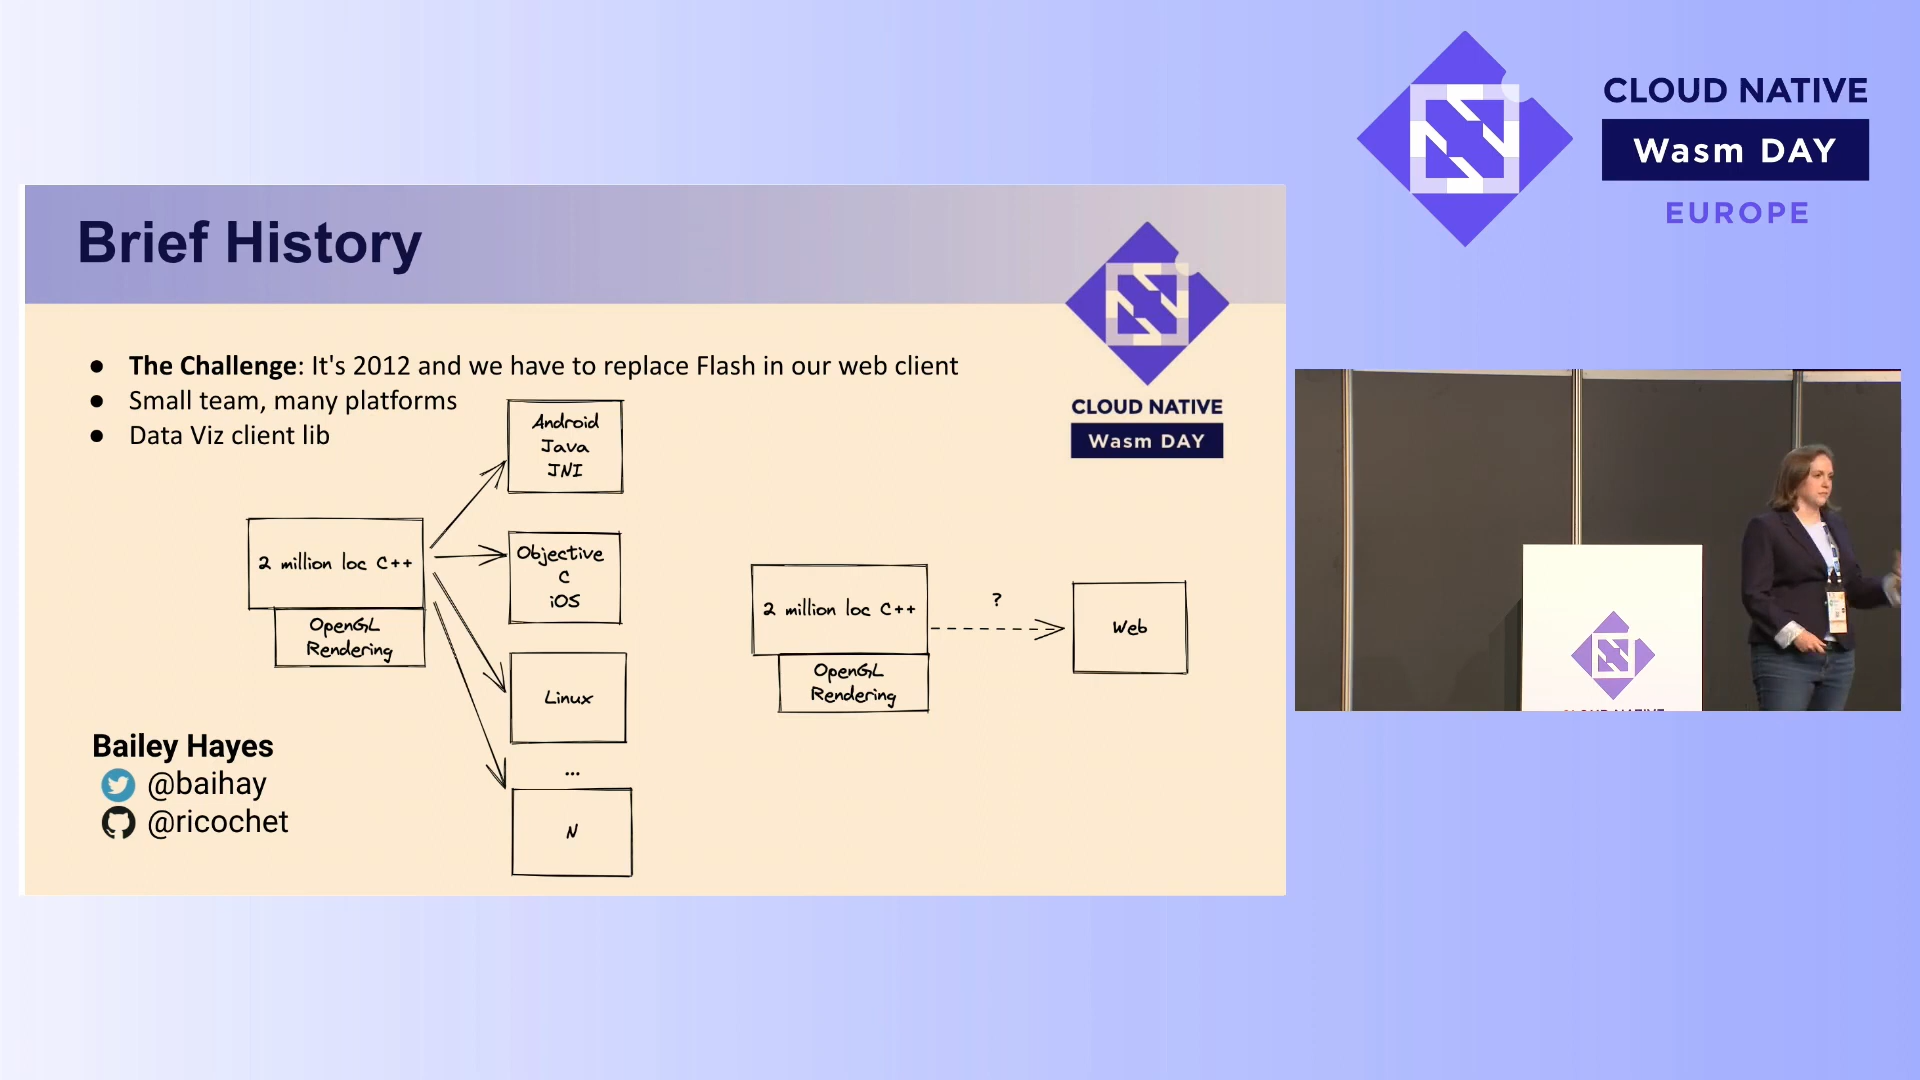 CLOUD NATIVE
Wasm DAY
EUROPE
Brief History
CLOUD NATIVE
Wasm DAY
● The Challenge: It's 2012 and we have to replace Flash in our web client
● Small team, many platforms
● Data Viz client lib
Android
Java
JNI
2 million loc C++
OpenGL
Rendering
Objective
C
iOS
Linux
...
N
2 million loc C++
OpenGL
Rendering
?
Web
Bailey Hayes
@baihay
@ricochet